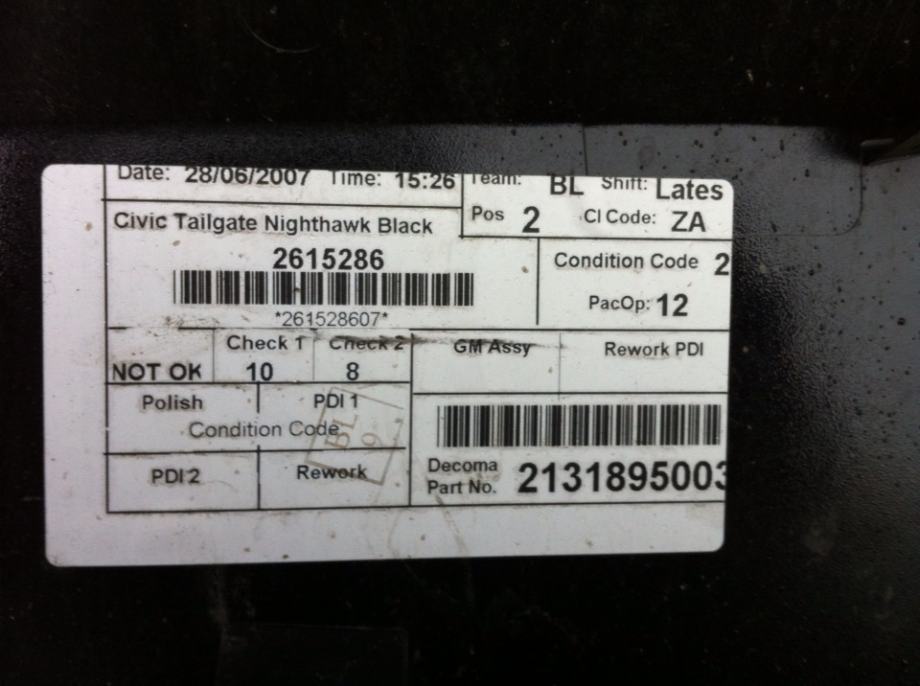 Date: 28/06/2007 Time: 15:26 Team: BL Shift: Lates
Pos 2 Cl Code: ZA
Civic Tailgate Nighthawk Black
2615286
Condition Code 2
PacOp: 12
*261528607*
Check 1 Check 2 GM Assy Rework PDI
NOT OK 10 8
Polish PDI 1
Condition Code
BL
9
Decoma
Part No. 2131895003
PDI 2 Rework